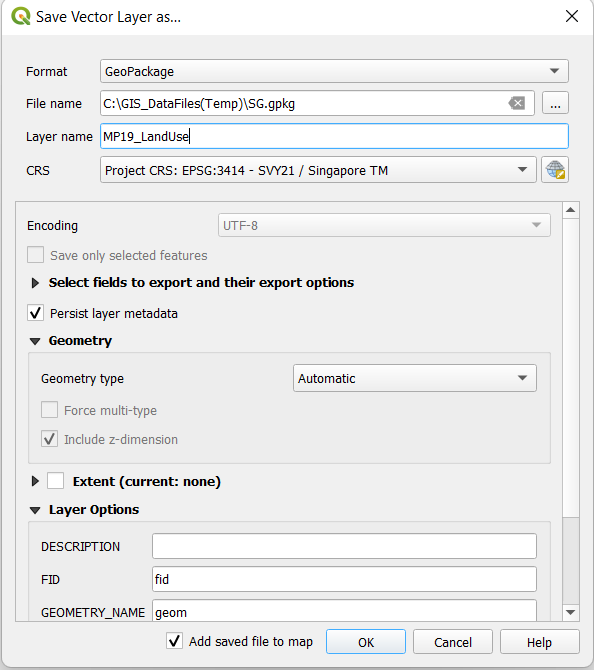 Save Vector Layer as...
Format GeoPackage
File name C:\GIS_DataFiles(Temp)\SG.gpkg ...
Layer name MP19_LandUse
CRS Project CRS: EPSG:3414 - SVY21 / Singapore TM
Encoding UTF-8
Save only selected features
Select fields to export and their export options
Persist layer metadata
Geometry
Geometry type Automatic
Force multi-type
Include z-dimension
Extent (current: none)
Layer Options
DESCRIPTION
FID fid
GEOMETRY_NAME geom
Add saved file to map OK Cancel Help